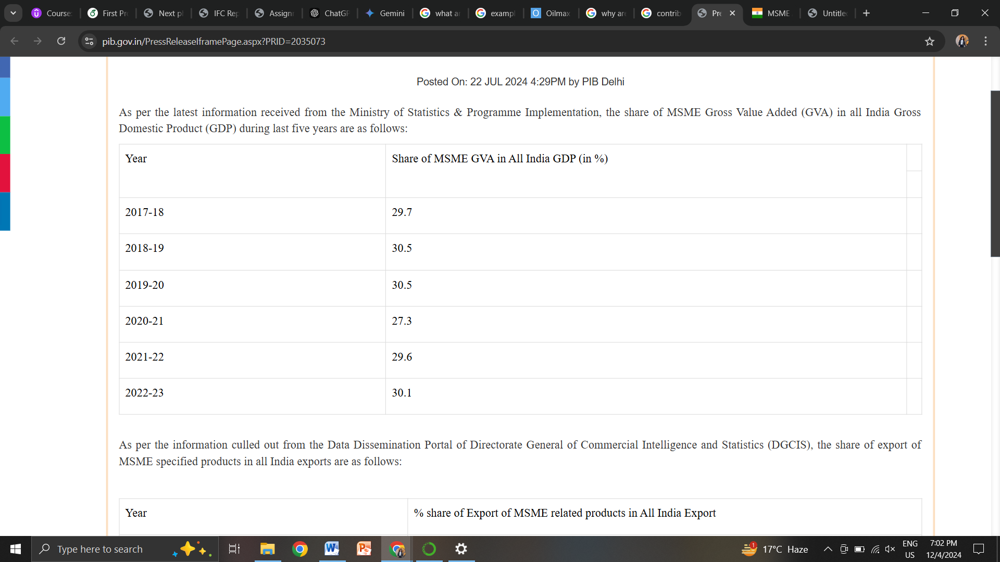 Course
First Pr
Next pl
IFC Rep
Assignr
ChatGP
Gemini
what a
exampl
Oilmax
why are
contrib
Pre
MSME
Untitle
pib.gov.in/PressReleaseIframePage.aspx?PRID=2035073
Posted On: 22 JUL 2024 4:29PM by PIB Delhi
As per the latest information received from the Ministry of Statistics & Programme Implementation, the share of MSME Gross Value Added (GVA) in all India Gross
Domestic Product (GDP) during last five years are as follows:
Year Share of MSME GVA in All India GDP (in %)
2017-18 29.7
2018-19 30.5
2019-20 30.5
2020-21 27.3
2021-22 29.6
2022-23 30.1
As per the information culled out from the Data Dissemination Portal of Directorate General of Commercial Intelligence and Statistics (DGCIS), the share of export of
MSME specified products in all India exports are as follows:
Year % share of Export of MSME related products in All India Export
Type here to search
1
17°C Haze
ENG
US
7:02 PM
12/4/2024